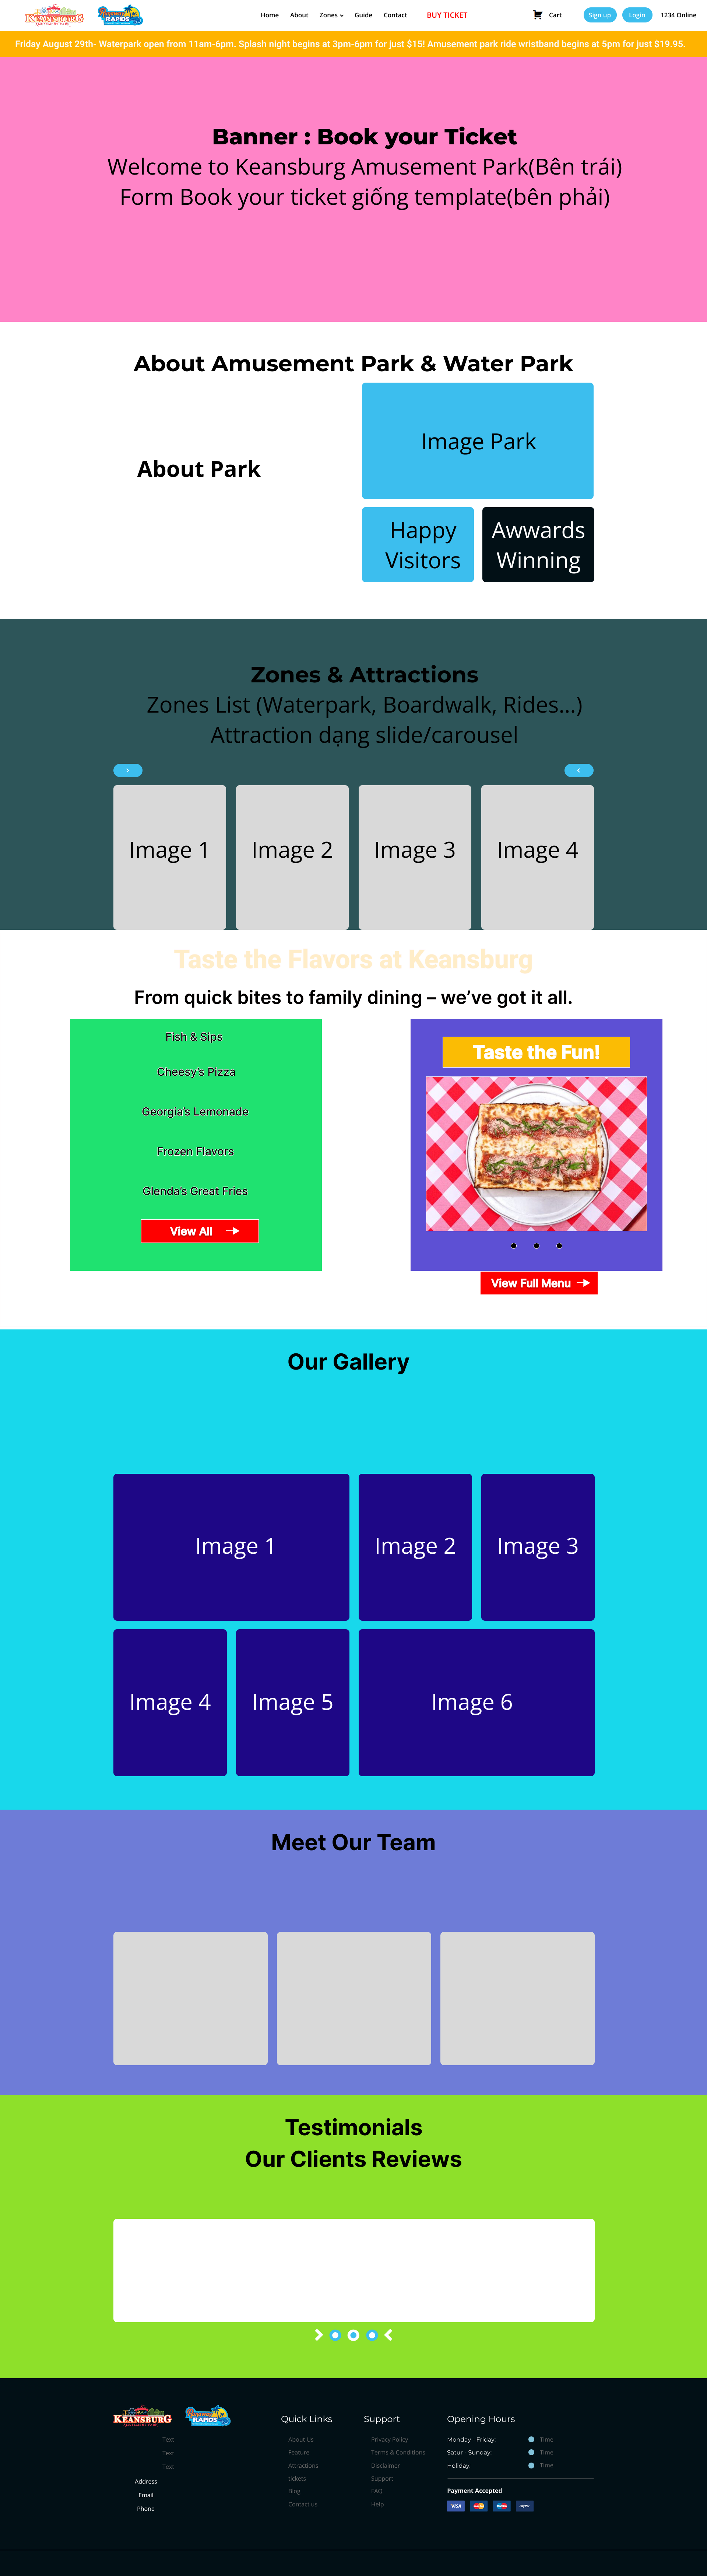 KEANSBURG
AMUSEMENT PARK
RAPIDS
Home
About
Zones
Guide
Contact
BUY TICKET
Cart
Sign up
Login
1234 Online
Friday August 29th- Waterpark open from 11am-6pm. Splash night begins at 3pm-6pm for just $15! Amusement park ride wristband begins at 5pm for just $19.95.
Banner : Book your Ticket
Welcome to Keansburg Amusement Park(Bên trái)
Form Book your ticket giống template(bên phải)
About Amusement Park & Water Park
About Park
Image Park
Happy
Visitors
Awwards
Winning
Zones & Attractions
Zones List (Waterpark, Boardwalk, Rides...)
Attraction dạng slide/carousel
Image 1
Image 2
Image 3
Image 4
Taste the Flavors at Keansburg
From quick bites to family dining – we’ve got it all.
Fish & Sips
Cheesy’s Pizza
Georgia’s Lemonade
Frozen Flavors
Glenda’s Great Fries
View All
Taste the Fun!
View Full Menu
Our Gallery
Image 1
Image 2
Image 3
Image 4
Image 5
Image 6
Meet Our Team
Testimonials
Our Clients Reviews
KEANSBURG
AMUSEMENT PARK
RAPIDS
Text
Text
Text
Address
Email
Phone
Quick Links
About Us
Feature
Attractions
tickets
Blog
Contact us
Support
Privacy Policy
Terms & Conditions
Disclaimer
Support
FAQ
Help
Opening Hours
Monday - Friday:
Time
Satur - Sunday:
Time
Holiday:
Time
Payment Accepted
VISA
PayPal